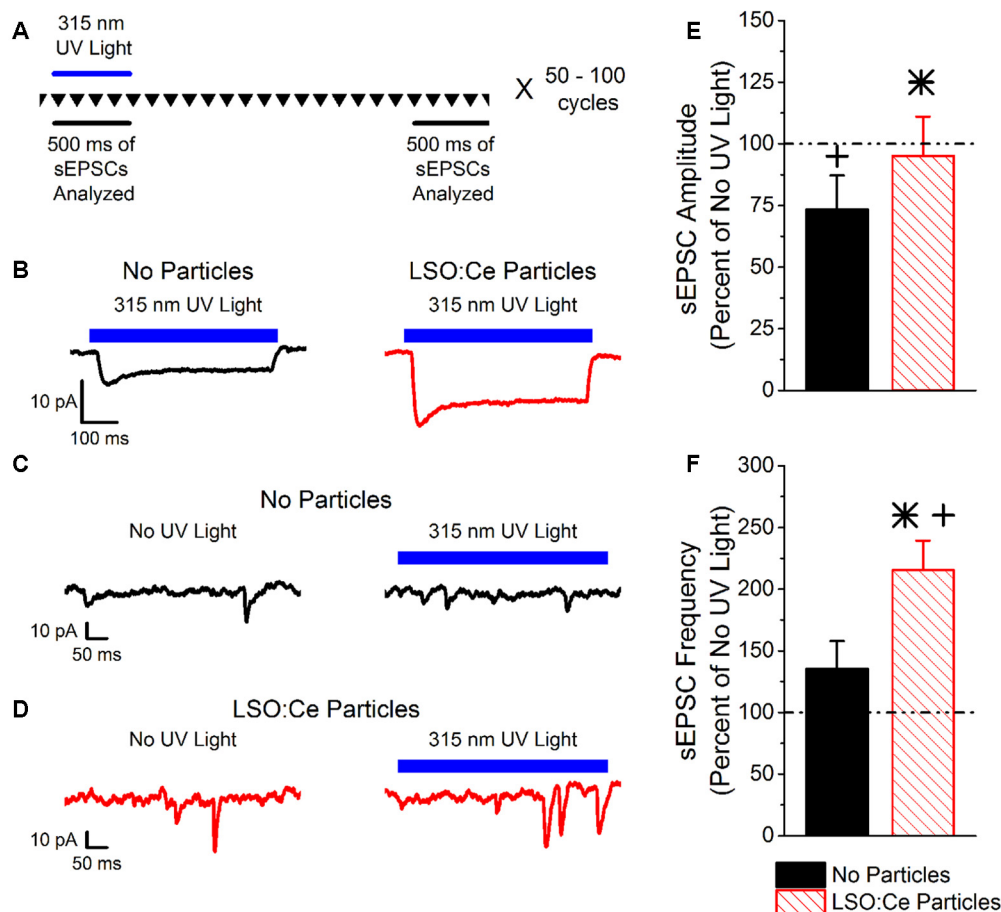 A
315 nm
UV Light
X
50 - 100
cycles
500 ms of
sEPSCs
Analyzed
500 ms of
sEPSCs
Analyzed
B
No Particles
315 nm UV Light
10 pA
100 ms
LSO:Ce Particles
315 nm UV Light
C
No Particles
No UV Light
315 nm UV Light
10 pA
50 ms
D
LSO:Ce Particles
No UV Light
315 nm UV Light
10 pA
50 ms
E
sEPSC Amplitude
(Percent of No UV Light)
150
125
100
75
50
25
0
+
F
sEPSC Frequency
(Percent of No UV Light)
300
250
200
150
100
50
0
+
No Particles
LSO:Ce Particles